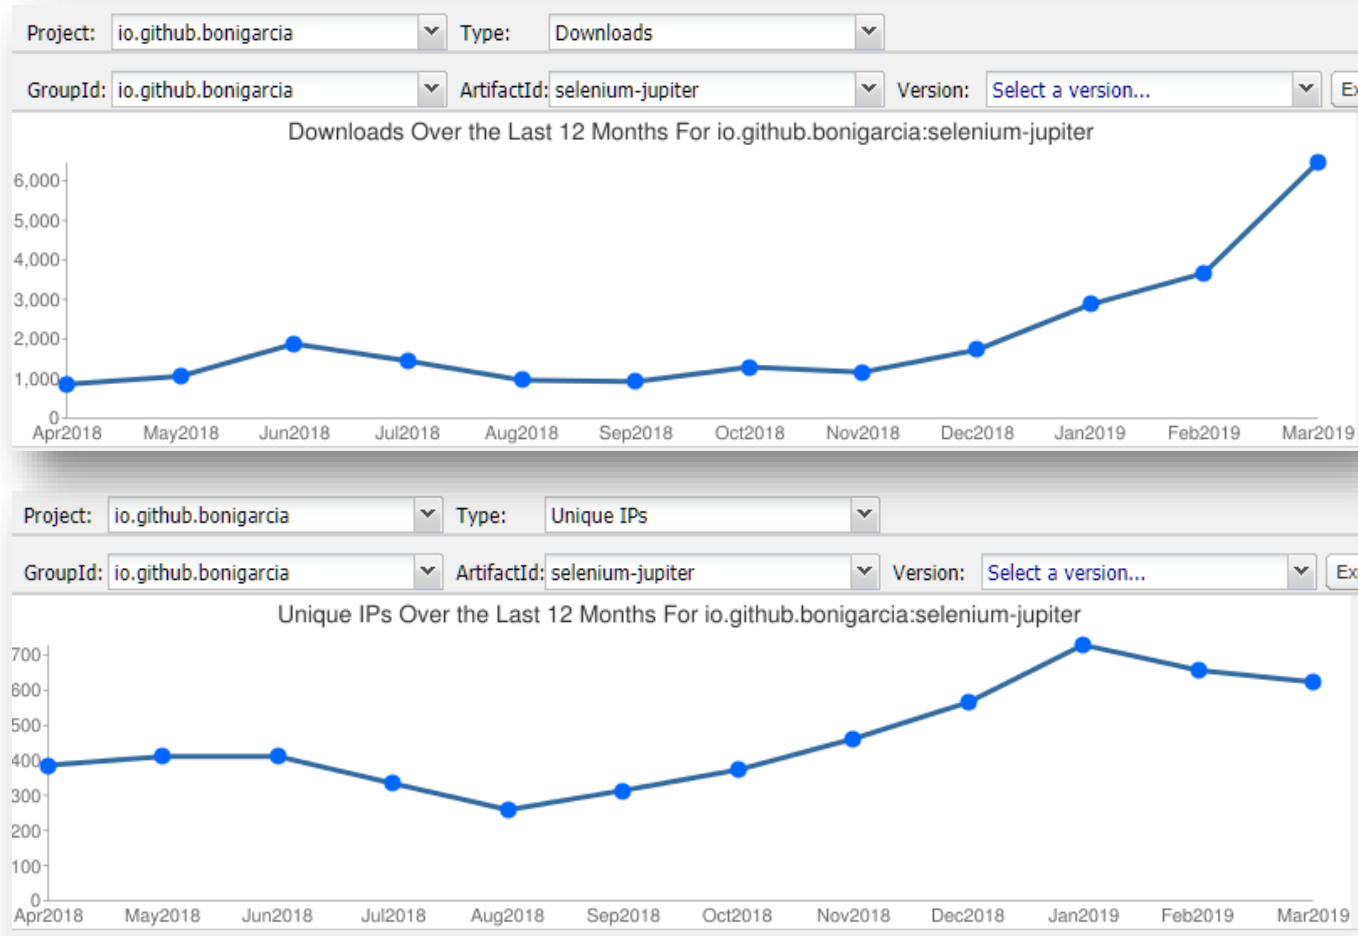 Project: io.github.bonigarcia Type: Downloads
GroupId: io.github.bonigarcia ArtifactId: selenium-jupiter Version: Select a version... Ex
Downloads Over the Last 12 Months For io.github.bonigarcia:selenium-jupiter
6,000
5,000
4,000
3,000
2,000
1,000
0
Apr2018 May2018 Jun2018 Jul2018 Aug2018 Sep2018 Oct2018 Nov2018 Dec2018 Jan2019 Feb2019 Mar2019
Project: io.github.bonigarcia Type: Unique IPs
GroupId: io.github.bonigarcia ArtifactId: selenium-jupiter Version: Select a version... Ex
Unique IPs Over the Last 12 Months For io.github.bonigarcia:selenium-jupiter
700
600
500
400
300
200
100
0
Apr2018 May2018 Jun2018 Jul2018 Aug2018 Sep2018 Oct2018 Nov2018 Dec2018 Jan2019 Feb2019 Mar2019